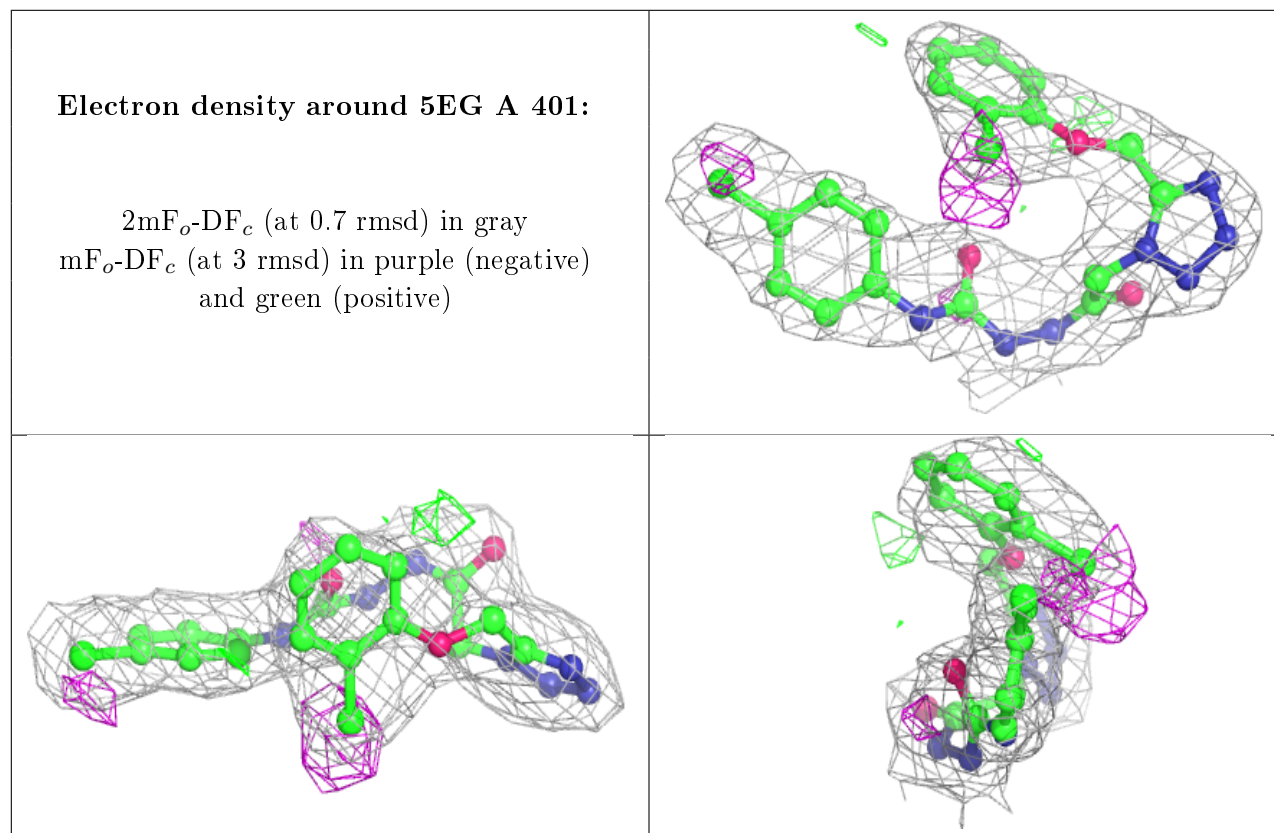 Electron density around 5EG A 401:
2mFₒ-DF𝒸 (at 0.7 rmsd) in gray
mFₒ-DF𝒸 (at 3 rmsd) in purple (negative)
and green (positive)